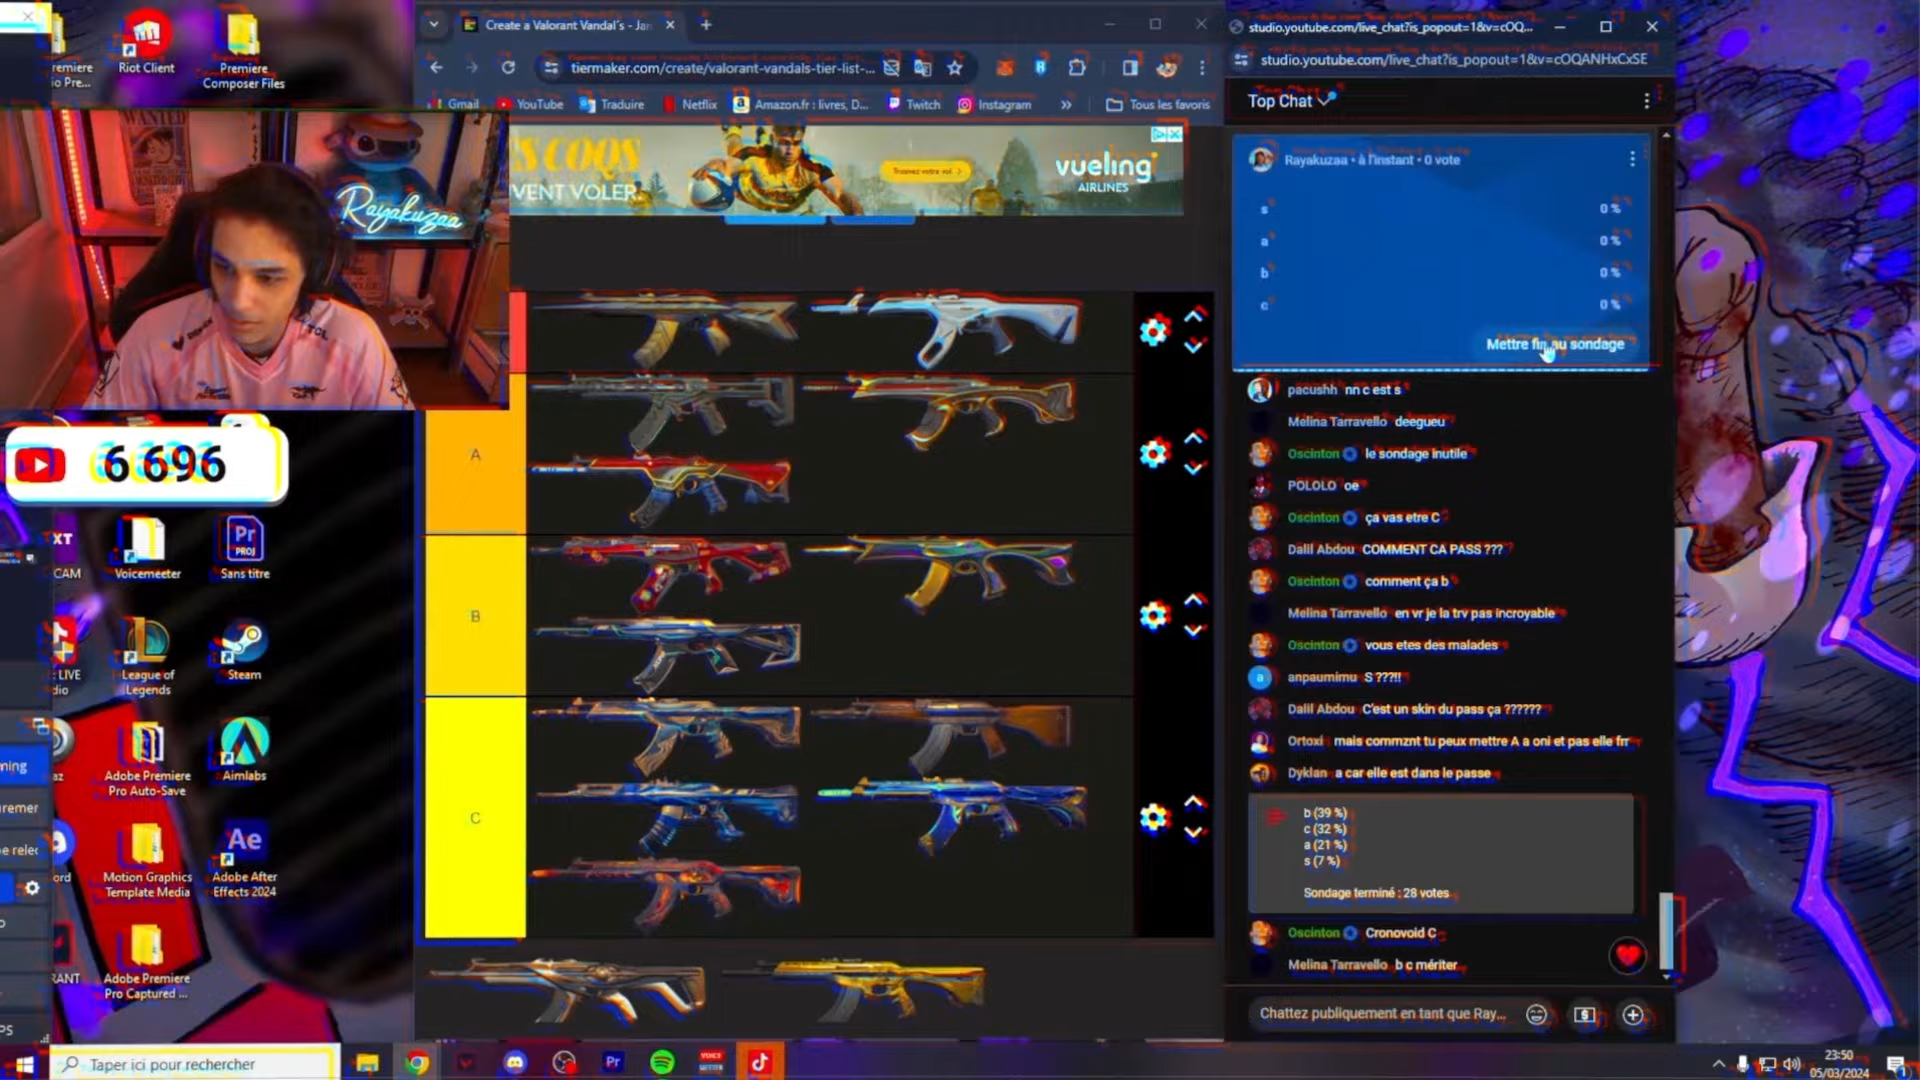 Riot Client
Premiere
Composer Files
Create a Valorant Vandal's - Jan
tiermaker.com/create/valorant-vandals-tier-list-...
Gmail
YouTube
Traduire
Netflix
Amazon.fr : livres, D...
Twitch
Instagram
»
Tous les favoris
S COQS
UVENT VOLER.
Trouvez votre vol >
vueling
AIRLINES
WANTED
Rayakuzaa
6 696
CAM
Voicemeeter
Sans titre
LIVE
League of
Legends
Steam
Adobe Premiere
Pro Auto-Save
Aimlabs
Motion Graphics
Template Media
Adobe After
Effects 2024
Adobe Premiere
Pro Captured ...
A
B
C
studio.youtube.com/live_chat?is_popout=1&v=cOQ...
studio.youtube.com/live_chat?is_popout=1&v=cOQANHxCxSE
Top Chat
Rayakuzaa • à l'instant • 0 vote
s 0 %
a 0 %
b 0 %
c 0 %
Mettre fin au sondage
pacushh nn c est s
Melina Tarravello deegueu
Oscinton le sondage inutile
POLOLO oe
Oscinton ça vas etre C
Dalil Abdou COMMENT CA PASS ???
Oscinton comment ça b
Melina Tarravello en vr je la trv pas incroyable
Oscinton vous etes des malades
anpaumimu S ???!!
Dalil Abdou C'est un skin du pass ça ??????
Ortoxi mais commznt tu peux mettre A a oni et pas elle frr
Dyklan a car elle est dans le passe
b (39 %)
c (32 %)
a (21 %)
s (7 %)
Sondage terminé : 28 votes
Oscinton Cronovoid C
Melina Tarravello b c mériter
Chattez publiquement en tant que Ray...
Taper ici pour rechercher
23:50
05/03/2024